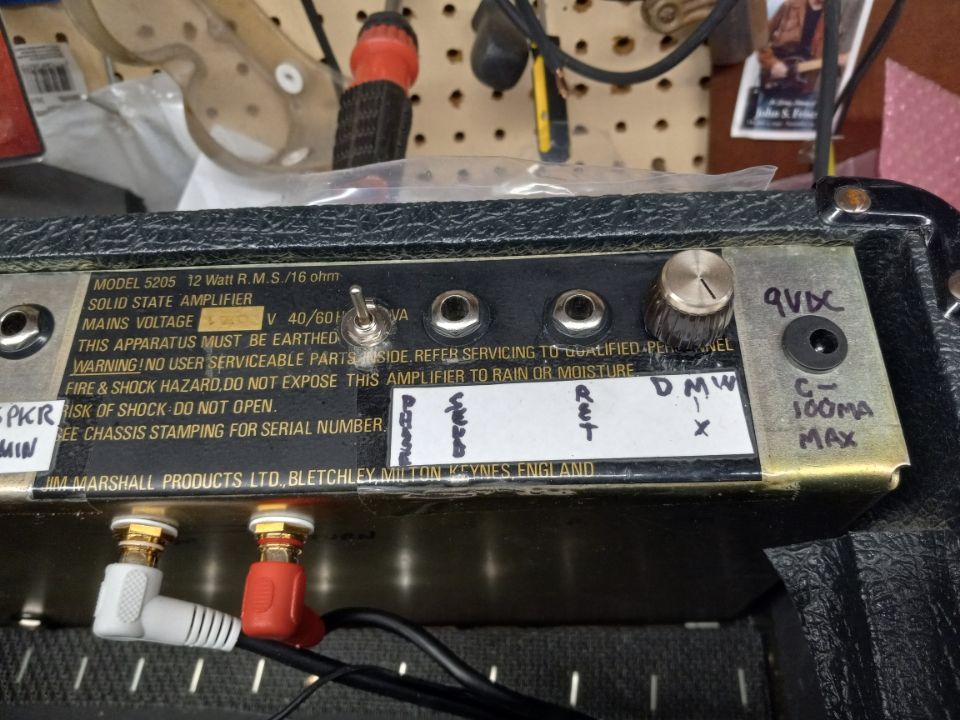 MODEL 5205 12 Watt R.M.S./16 ohm
SOLID STATE AMPLIFIER
MAINS VOLTAGE V 40/60H VA
THIS APPARATUS MUST BE EARTHED
WARNING! NO USER SERVICEABLE PARTS INSIDE, REFER SERVICING TO QUALIFIED PERSONNEL
FIRE & SHOCK HAZARD, DO NOT EXPOSE THIS AMPLIFIER TO RAIN OR MOISTURE
RISK OF SHOCK-DO NOT OPEN.
SEE CHASSIS STAMPING FOR SERIAL NUMBER.
JIM MARSHALL PRODUCTS LTD., BLETCHLEY, MILTON KEYNES, ENGLAND
SPKR
MIN
SEND
RET
D MIX W
9VDC
C-
100MA
MAX
John S.